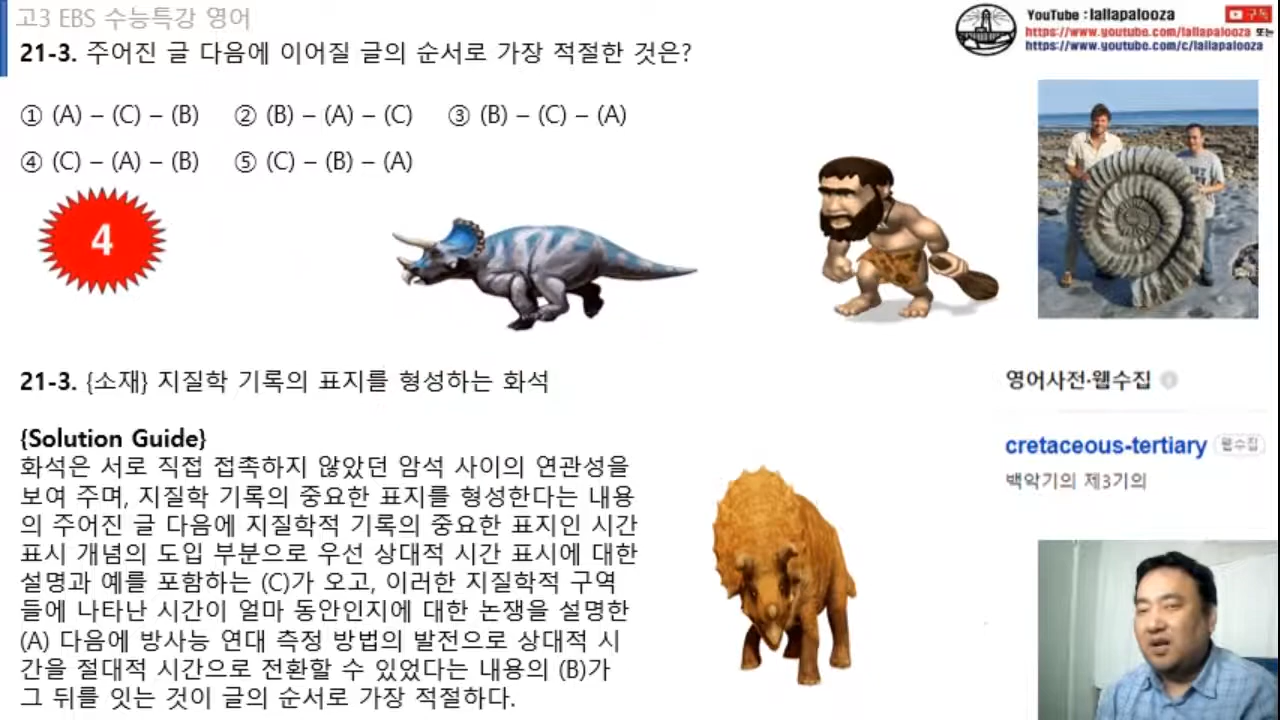 고3 EBS 수능특강 영어
21-3. 주어진 글 다음에 이어질 글의 순서로 가장 적절한 것은?
① (A) – (C) – (B) ② (B) – (A) – (C) ③ (B) – (C) – (A)
④ (C) – (A) – (B) ⑤ (C) – (B) – (A)
4
21-3. {소재} 지질학 기록의 표지를 형성하는 화석
{Solution Guide}
화석은 서로 직접 접촉하지 않았던 암석 사이의 연관성을
보여 주며, 지질학 기록의 중요한 표지를 형성한다는 내용
의 주어진 글 다음에 지질학적 기록의 중요한 표지인 시간
표시 개념의 도입 부분으로 우선 상대적 시간 표시에 대한
설명과 예를 포함하는 (C)가 오고, 이러한 지질학적 구역
들에 나타난 시간이 얼마 동안인지에 대한 논쟁을 설명한
(A) 다음에 방사능 연대 측정 방법의 발전으로 상대적 시
간을 절대적 시간으로 전환할 수 있었다는 내용의 (B)가
그 뒤를 잇는 것이 글의 순서로 가장 적절하다.
YouTube : lallapalooza 구독
https://www.youtube.com/lallapalooza 또는
https://www.youtube.com/c/lallapalooza
영어사전·웹수집
cretaceous-tertiary 웹수집
백악기의 제3기의